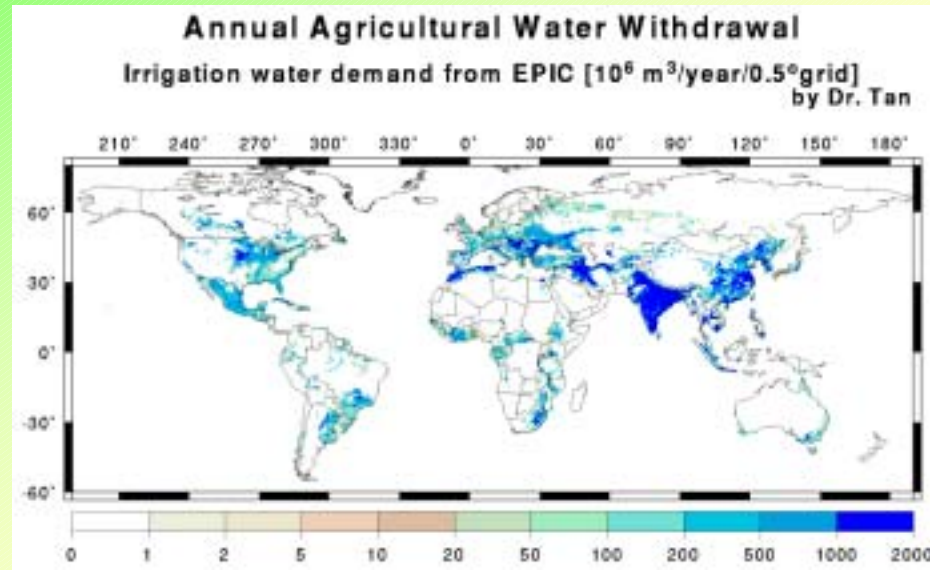 Annual Agricultural Water Withdrawal
Irrigation water demand from EPIC [10⁶ m³/year/0.5°grid]
by Dr. Tan
210° 240° 270° 300° 330° 0° 30° 60° 90° 120° 150° 180°
60°
30°
0°
-30°
-60°
0 1 2 5 10 20 50 100 200 500 1000 2000